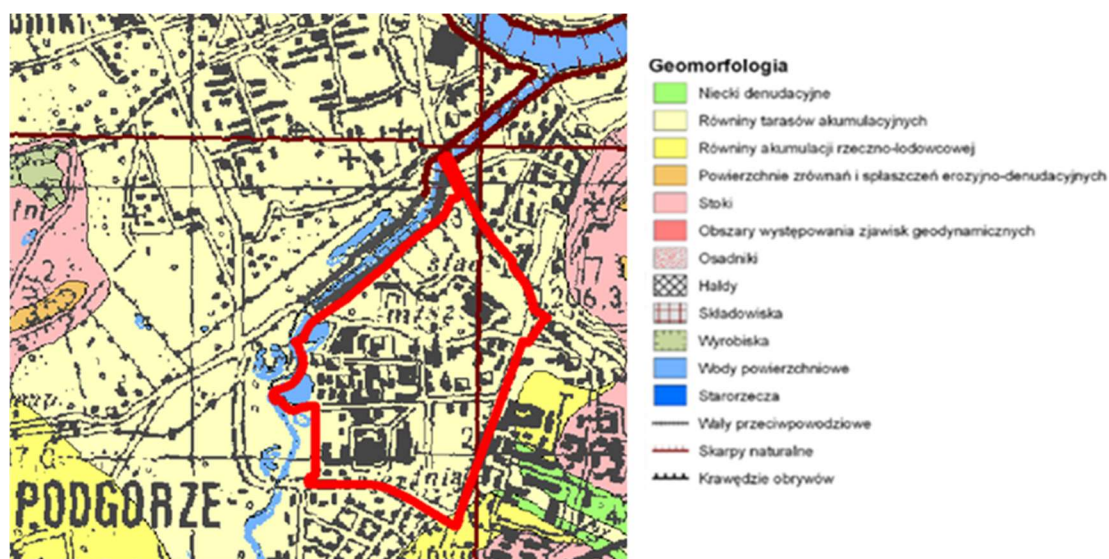 Geomorfologia
Niecki denudacyjne
Równiny tarasów akumulacyjnych
Równiny akumulacji rzeczno-lodowcowej
Powierzchnie zrównań i spłaszczeń erozyjno-denudacyjnych
Stoki
Obszary występowania zjawisk geodynamicznych
Osadniki
Hałdy
Składowiska
Wyrobiska
Wody powierzchniowe
Starorzecza
Wały przeciwpowodziowe
Skarpy naturalne
Krawędzie obrywów
PODGÓRZE